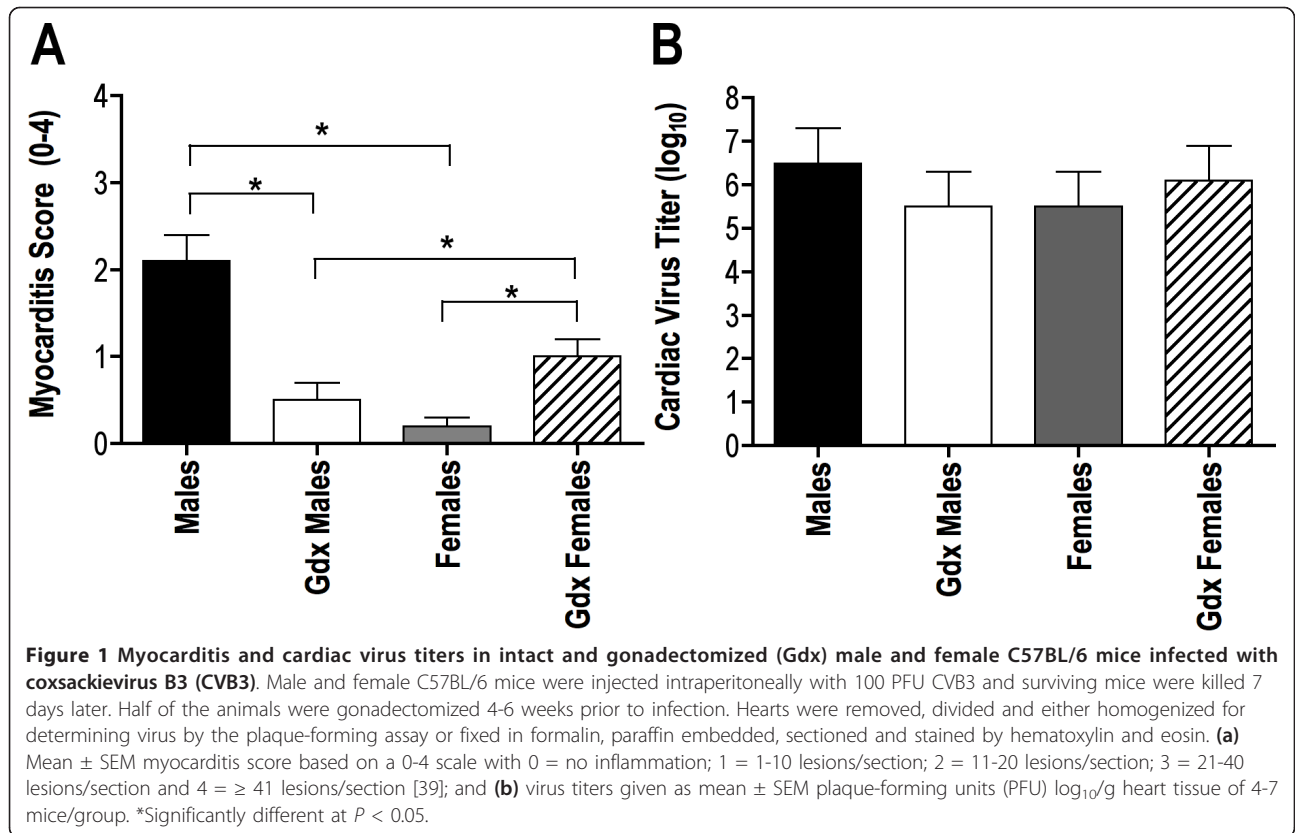 A
B
Myocarditis Score (0-4)
4
3
2
1
0
*
*
*
*
Males
Gdx Males
Females
Gdx Females
Cardiac Virus Titer (log10)
8
7
6
5
4
3
2
1
0
Males
Gdx Males
Females
Gdx Females
Figure 1 Myocarditis and cardiac virus titers in intact and gonadectomized (Gdx) male and female C57BL/6 mice infected with
coxsackievirus B3 (CVB3). Male and female C57BL/6 mice were injected intraperitoneally with 100 PFU CVB3 and surviving mice were killed 7
days later. Half of the animals were gonadectomized 4-6 weeks prior to infection. Hearts were removed, divided and either homogenized for
determining virus by the plaque-forming assay or fixed in formalin, paraffin embedded, sectioned and stained by hematoxylin and eosin. (a)
Mean ± SEM myocarditis score based on a 0-4 scale with 0 = no inflammation; 1 = 1-10 lesions/section; 2 = 11-20 lesions/section; 3 = 21-40
lesions/section and 4 = ≥ 41 lesions/section [39]; and (b) virus titers given as mean ± SEM plaque-forming units (PFU) log10/g heart tissue of 4-7
mice/group. *Significantly different at P < 0.05.